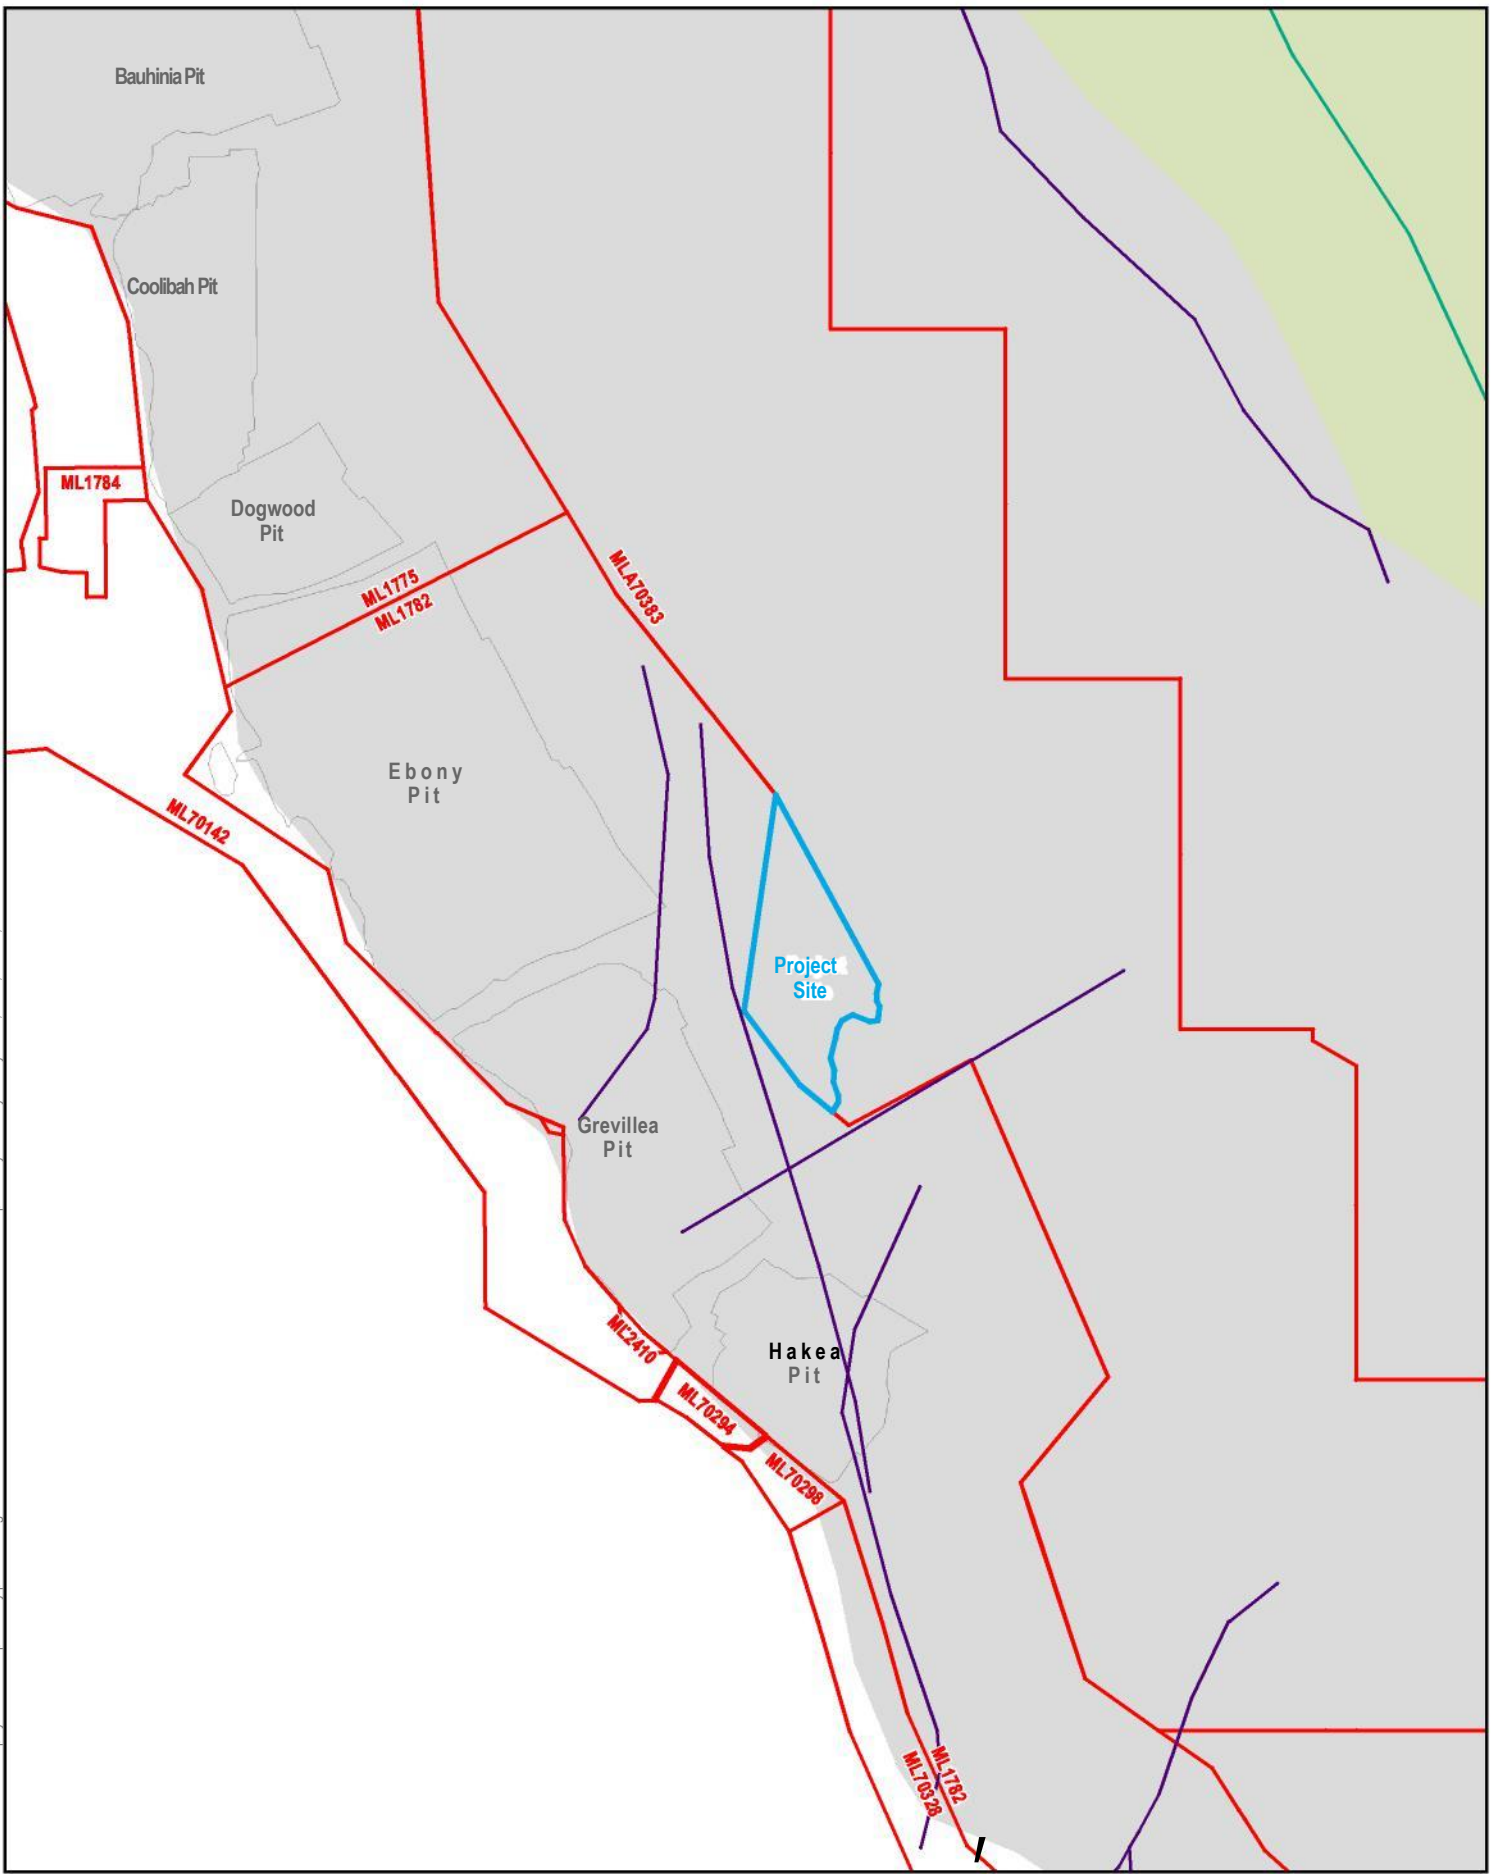 Bauhinia Pit
Coolibah Pit
ML1784
Dogwood
Pit
MLA70383
ML1775
ML1782
Ebony
Pit
ML70142
Project
Site
Grevillea
Pit
ML2410
Hakea
Pit
ML70294
ML70298
ML1782
ML70328